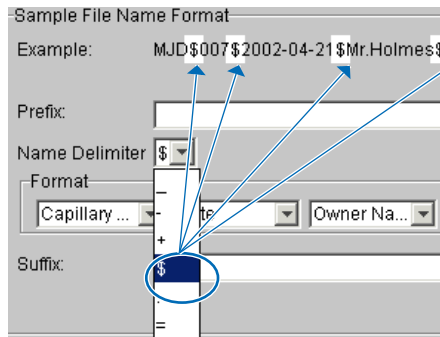 Sample File Name Format
Example: MJD$007$2002-04-21$Mr.Holmes$
Prefix:
Name Delimiter $
Format
_
Capillary ... Owner Na...
-
+
Suffix: $
.
=